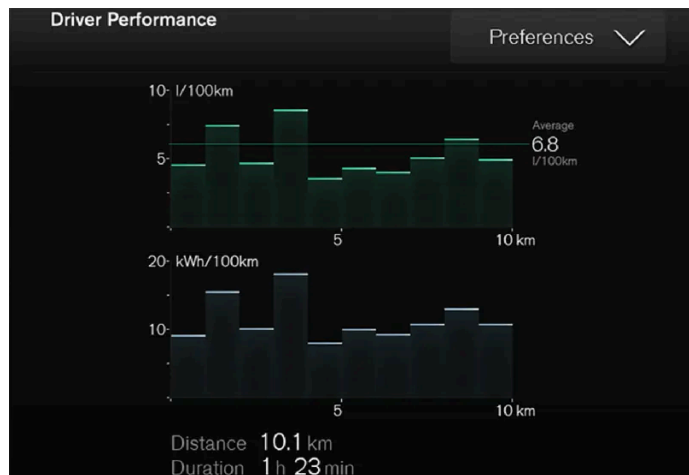 Driver Performance
Preferences
10 l/100km
Average
6.8
l/100km
5
5
10 km
20 kWh/100km
10
5
10 km
Distance 10.1 km
Duration 1 h 23 min